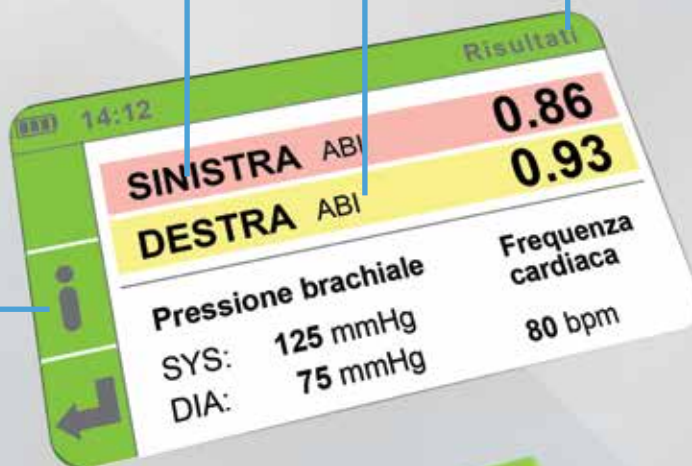 14:12 Risultati
SINISTRA ABI 0.86
DESTRA ABI 0.93
Pressione brachiale Frequenza cardiaca
SYS: 125 mmHg 80 bpm
DIA: 75 mmHg